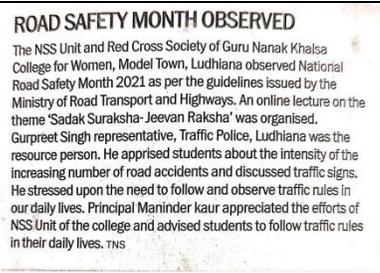 ROAD SAFETY MONTH OBSERVED
The NSS Unit and Red Cross Society of Guru Nanak Khalsa
College for Women, Model Town, Ludhiana observed National
Road Safety Month 2021 as per the guidelines issued by the
Ministry of Road Transport and Highways. An online lecture on the
theme ‘Sadak Suraksha-Jeevan Raksha’ was organised.
Gurpreet Singh representative, Traffic Police, Ludhiana was the
resource person. He apprised students about the intensity of the
increasing number of road accidents and discussed traffic signs.
He stressed upon the need to follow and observe traffic rules in
our daily lives. Principal Maninder kaur appreciated the efforts of
NSS Unit of the college and advised students to follow traffic rules
in their daily lives. TNS